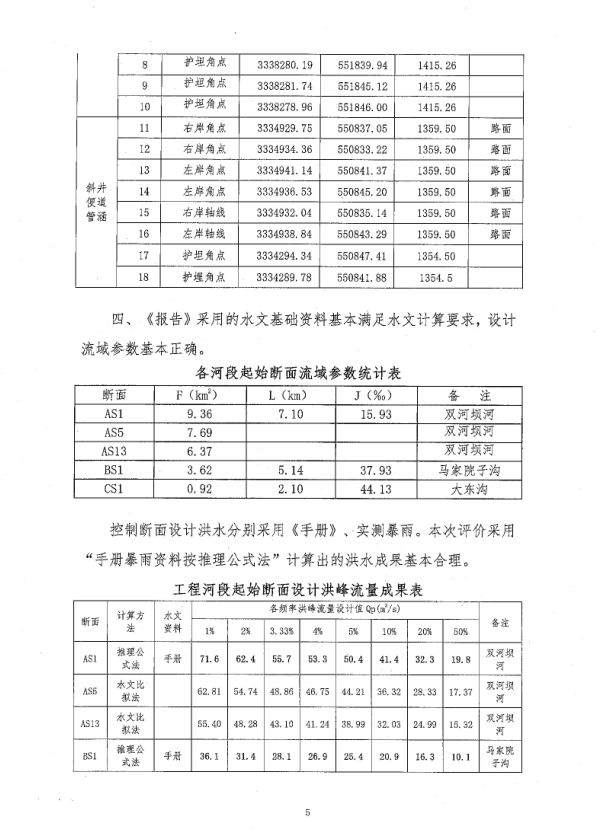 8 护坦角点 3338280.19 551839.94 1415.26
9 护坦角点 3338281.74 551845.12 1415.26
10 护坦角点 3338278.96 551846.00 1415.26
斜井便道管涵
11 右岸角点 3334929.75 550837.05 1359.50 路面
12 右岸角点 3334934.36 550833.22 1359.50 路面
13 左岸角点 3334941.14 550841.37 1359.50 路面
14 左岸角点 3334936.53 550845.20 1359.50 路面
15 右岸轴线 3334932.04 550835.14 1359.50 路面
16 左岸轴线 3334938.84 550843.29 1359.50 路面
17 护坦角点 3334294.34 550847.41 1354.50
18 护堙角点 3334289.78 550841.88 1354.5
四、《报告》采用的水文基础资料基本满足水文计算要求，设计
流域参数基本正确。
各河段起始断面流域参数统计表
断面 F（km²） L（km） J（‰） 备 注
AS1 9.36 7.10 15.93 双河坝河
AS5 7.69 双河坝河
AS13 6.37 双河坝河
BS1 3.62 5.14 37.93 马家院子沟
CS1 0.92 2.10 44.13 大东沟
控制断面设计洪水分别采用《手册》、实测暴雨。本次评价采用
“手册暴雨资料按推理公式法”计算出的洪水成果基本合理。
工程河段起始断面设计洪峰流量成果表
断面 计算方法 水文资料 各频率洪峰流量设计值 Qp(m³/s) 备注
1% 2% 3.33% 4% 5% 10% 20% 50%
AS1 推理公式法 手册 71.6 62.4 55.7 53.3 50.4 41.4 32.3 19.8 双河坝河
AS5 水文比拟法 62.81 54.74 48.86 46.75 44.21 36.32 28.33 17.37 双河坝河
AS13 水文比拟法 55.40 48.28 43.10 41.24 38.99 32.03 24.99 15.32 双河坝河
BS1 推理公式法 手册 36.1 31.4 28.1 26.9 25.4 20.9 16.3 10.1 马家院子沟
5